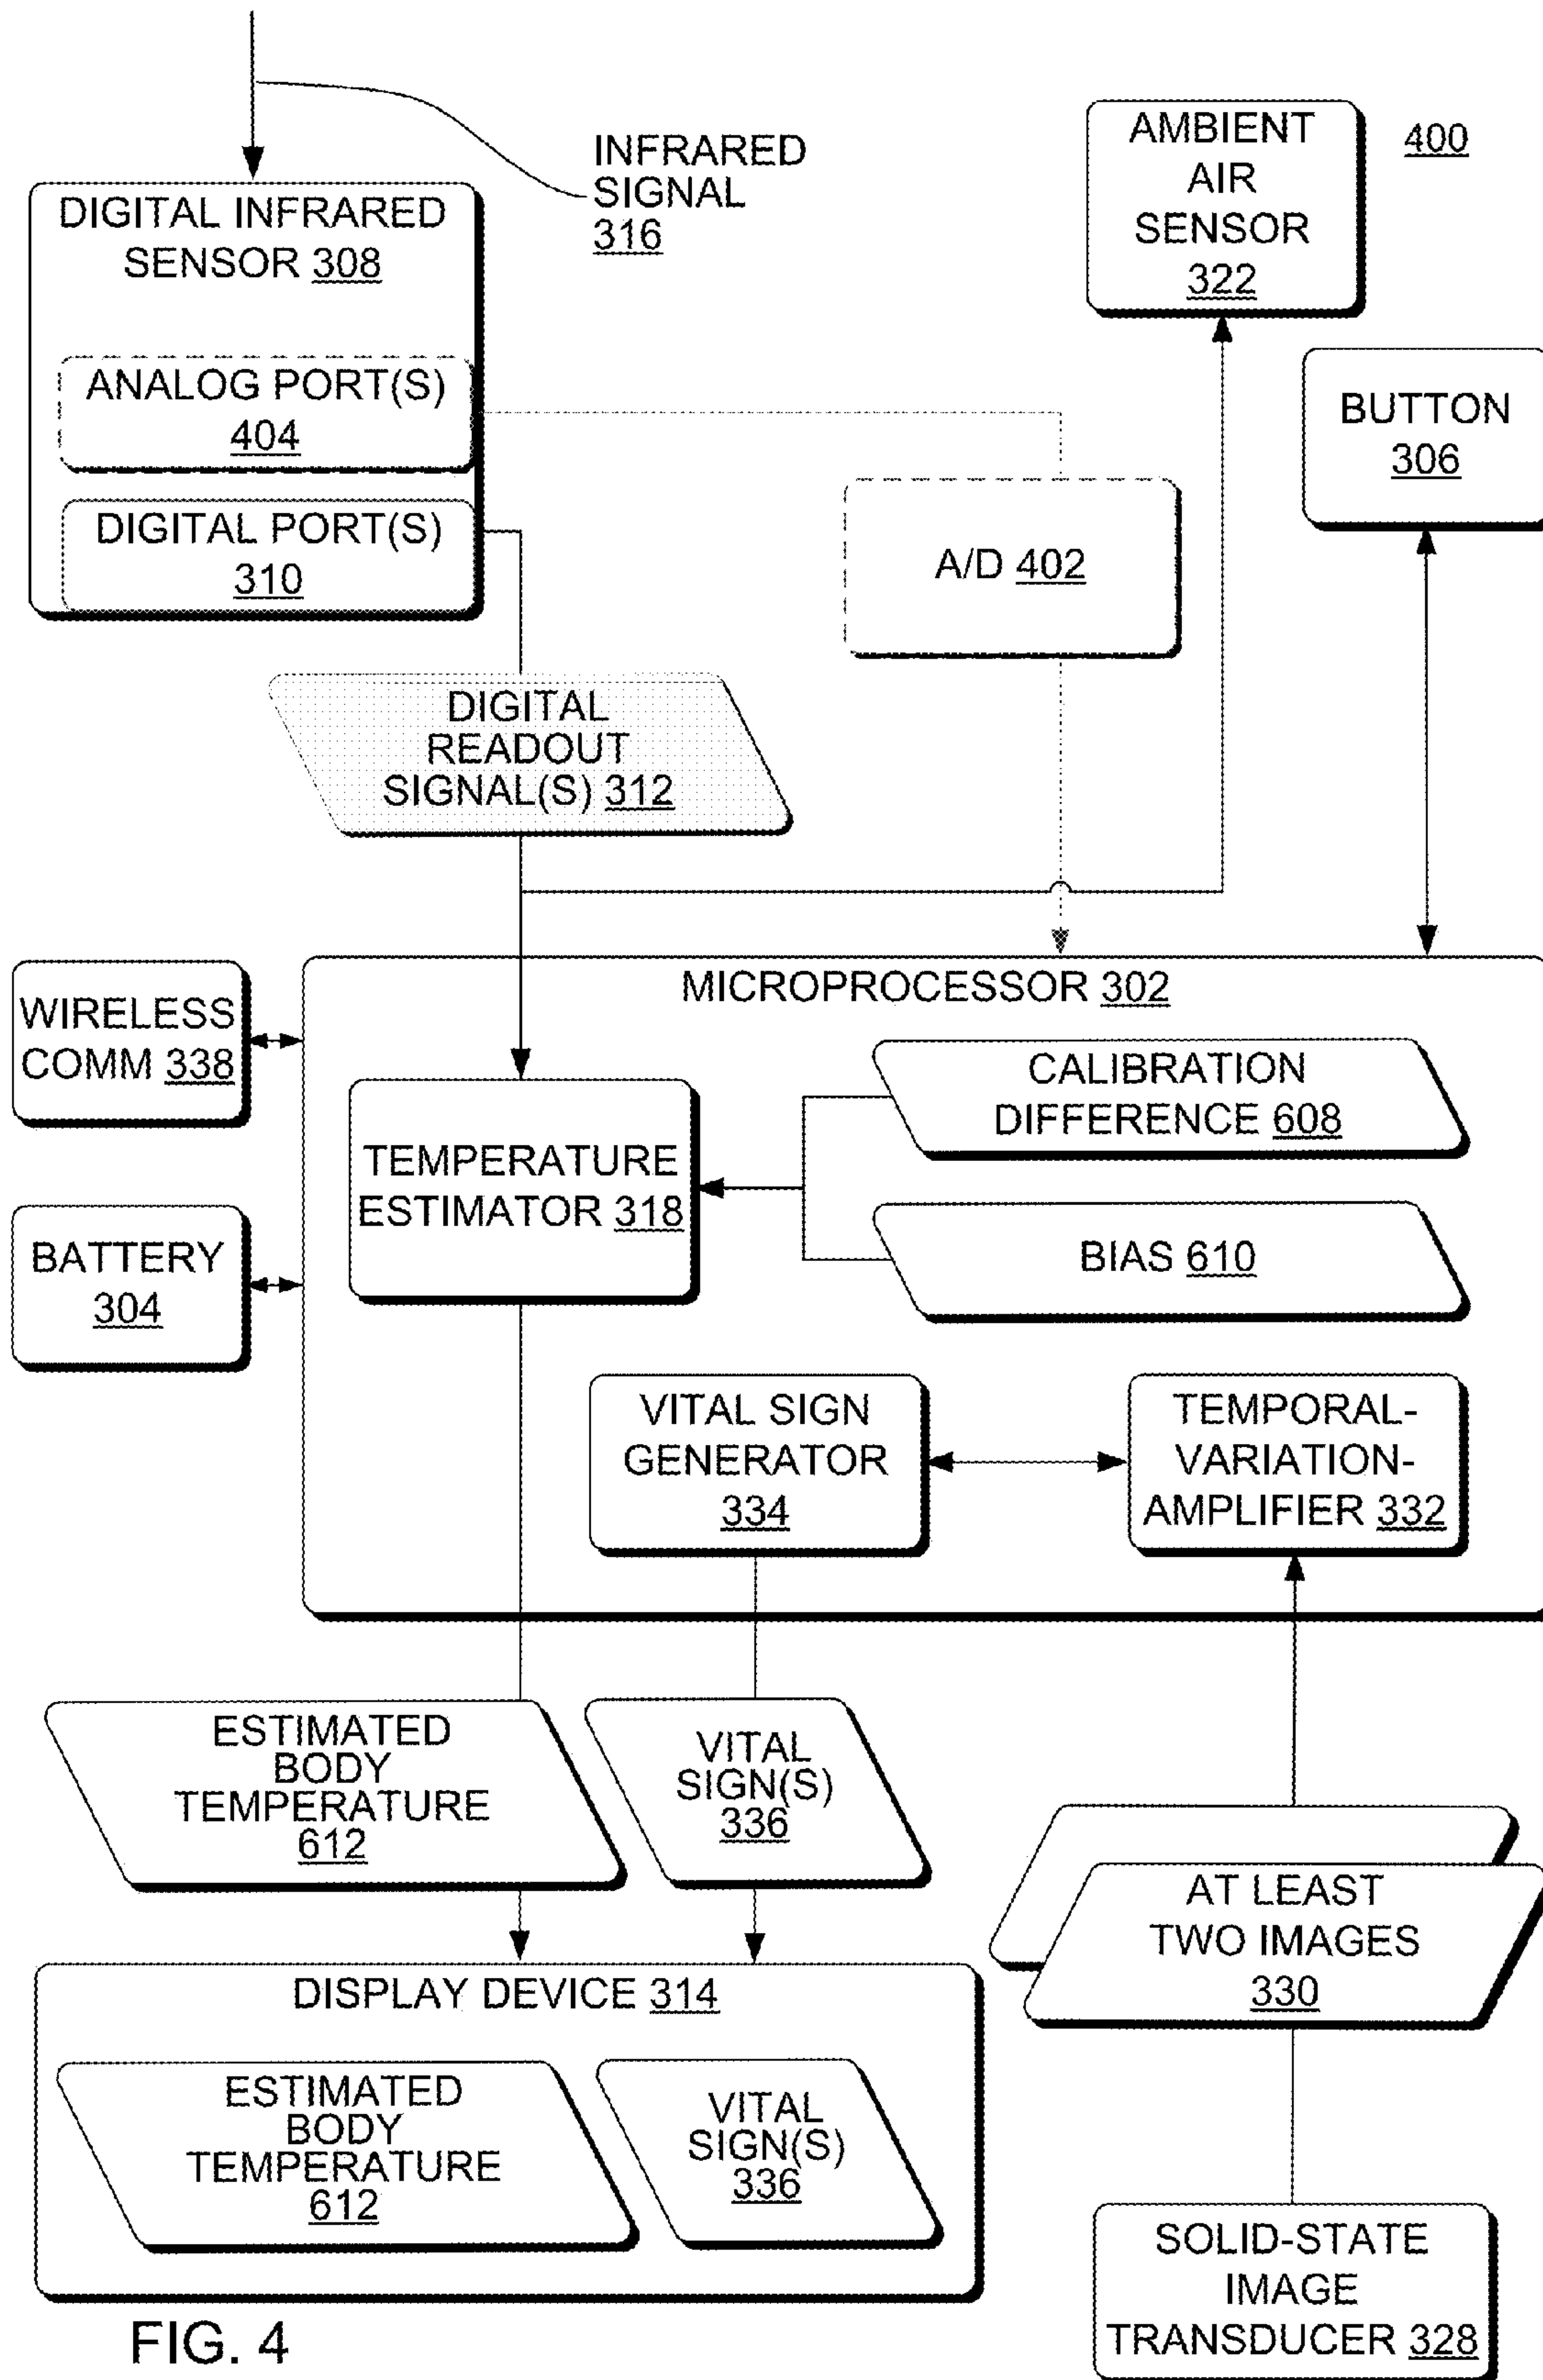 INFRARED
SIGNAL
316
DIGITAL INFRARED
SENSOR 308
ANALOG PORT(S)
404
DIGITAL PORT(S)
310
AMBIENT
AIR
SENSOR
322
400
BUTTON
306
A/D 402
DIGITAL
READOUT
SIGNAL(S) 312
WIRELESS
COMM 338
BATTERY
304
MICROPROCESSOR 302
TEMPERATURE
ESTIMATOR 318
CALIBRATION
DIFFERENCE 608
BIAS 610
VITAL SIGN
GENERATOR
334
TEMPORAL-
VARIATION-
AMPLIFIER 332
ESTIMATED
BODY
TEMPERATURE
612
VITAL
SIGN(S)
336
AT LEAST
TWO IMAGES
330
DISPLAY DEVICE 314
ESTIMATED
BODY
TEMPERATURE
612
VITAL
SIGN(S)
336
SOLID-STATE
IMAGE
TRANSDUCER 328
FIG. 4